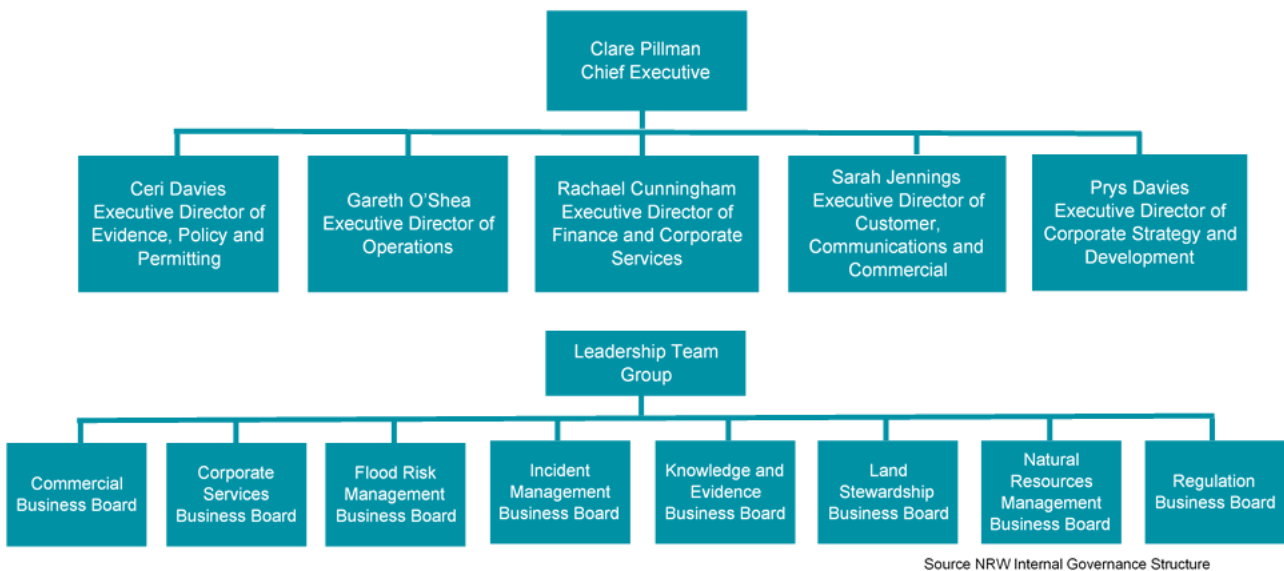 Clare Pillman
Chief Executive
Ceri Davies
Executive Director of
Evidence, Policy and
Permitting
Gareth O'Shea
Executive Director of
Operations
Rachael Cunningham
Executive Director of
Finance and Corporate
Services
Sarah Jennings
Executive Director of
Customer,
Communications and
Commercial
Prys Davies
Executive Director of
Corporate Strategy and
Development
Leadership Team
Group
Commercial
Business Board
Corporate
Services
Business Board
Flood Risk
Management
Business Board
Incident
Management
Business Board
Knowledge and
Evidence
Business Board
Land
Stewardship
Business Board
Natural
Resources
Management
Business Board
Regulation
Business Board
Source NRW Internal Governance Structure